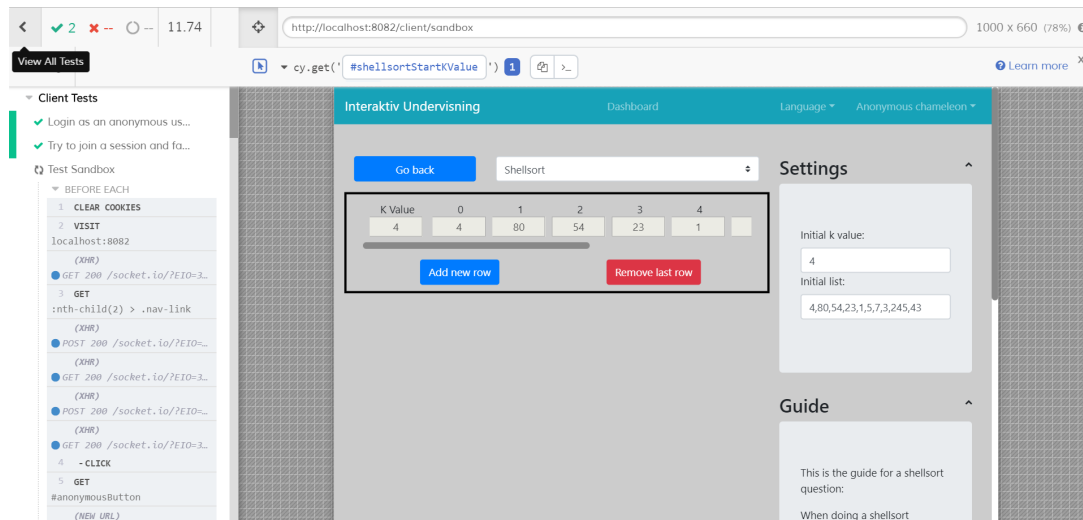 2 -- -- 11.74
http://localhost:8082/client/sandbox
1000 x 660 (78%)
View All Tests
cy.get('#shellsortStartKValue') 1
Learn more
Client Tests
Login as an anonymous us...
Try to join a session and fa...
Test Sandbox
BEFORE EACH
1 CLEAR COOKIES
2 VISIT
localhost:8082
(XHR)
GET 200 /socket.io/?EIO=3…
3 GET
:nth-child(2) > .nav-link
(XHR)
POST 200 /socket.io/?EIO=…
(XHR)
GET 200 /socket.io/?EIO=3…
(XHR)
POST 200 /socket.io/?EIO=…
(XHR)
GET 200 /socket.io/?EIO=3…
4 - CLICK
5 GET
#anonymousButton
(NEW URL)
Interaktiv Undervisning Dashboard Language Anonymous chameleon
Go back Shellsort
K Value 0 1 2 3 4
4 4 80 54 23 1
Add new row Remove last row
Settings
Initial k value:
4
Initial list:
4,80,54,23,1,5,7,3,245,43
Guide
This is the guide for a shellsort
question:
When doing a shellsort